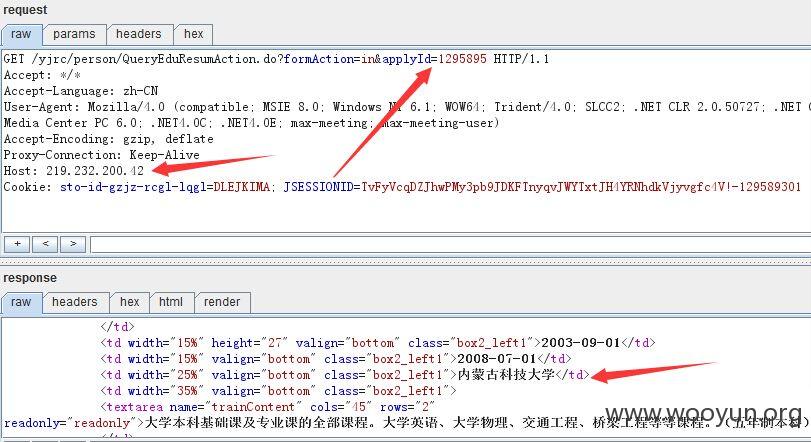 request
raw params headers hex
GET /yjrc/person/QueryEduResumAction.do?formAction=in&applyId=1295895 HTTP/1.1
Accept: */*
Accept-Language: zh-CN
User-Agent: Mozilla/4.0 (compatible; MSIE 8.0; Windows NT 6.1; WOW64; Trident/4.0; SLCC2; .NET CLR 2.0.50727; .NET
Media Center PC 6.0; .NET4.0C; .NET4.0E; max-meeting; max-meeting-user)
Accept-Encoding: gzip, deflate
Proxy-Connection: Keep-Alive
Host: 219.232.200.42
Cookie: sto-id-gzjz-rcgl-lqgl=DLEJKIMA; JSESSIONID=TvFyVcqDZJhwPMy3pb9JDKFTnyqvJWYTxtJH4YRNhdkVjyvgfc4V!-129589301
+ < >
response
raw headers hex html render
</td>
<td width="15%" height="27" valign="bottom" class="box2_left1">2003-09-01</td>
<td width="15%" valign="bottom" class="box2_left1">2008-07-01</td>
<td width="25%" valign="bottom" class="box2_left1">内蒙古科技大学</td>
<td width="35%" valign="bottom" class="box2_left1">
<textarea name="trainContent" cols="45" rows="2"
readonly="readonly">大学本科基础课及专业课的全部课程。大学英语、大学物理、交通工程、桥梁工程等等课程。（五年制本科）
www.wooyun.org